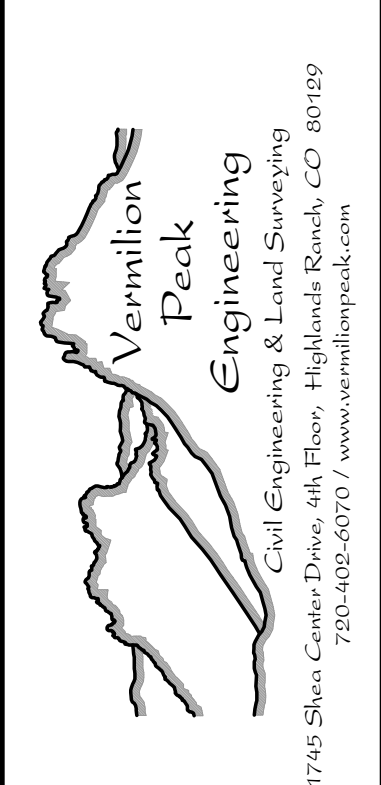 Vermilion
Peak
Engineering
Civil Engineering & Land Surveying
1745 Shea Center Drive, 4th Floor, Highlands Ranch, CO 80129
720-402-6070 / www.vermilionpeak.com